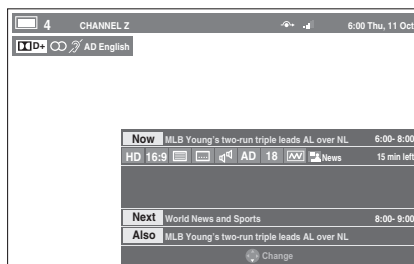 4 CHANNEL Z 6:00 Thu, 11 Oct
D+ AD English
Now MLB Young's two-run triple leads AL over NL 6:00- 8:00
HD 16:9 AD 18 News 15 min left
Next World News and Sports 8:00- 9:00
Also MLB Young's two-run triple leads AL over NL
Change